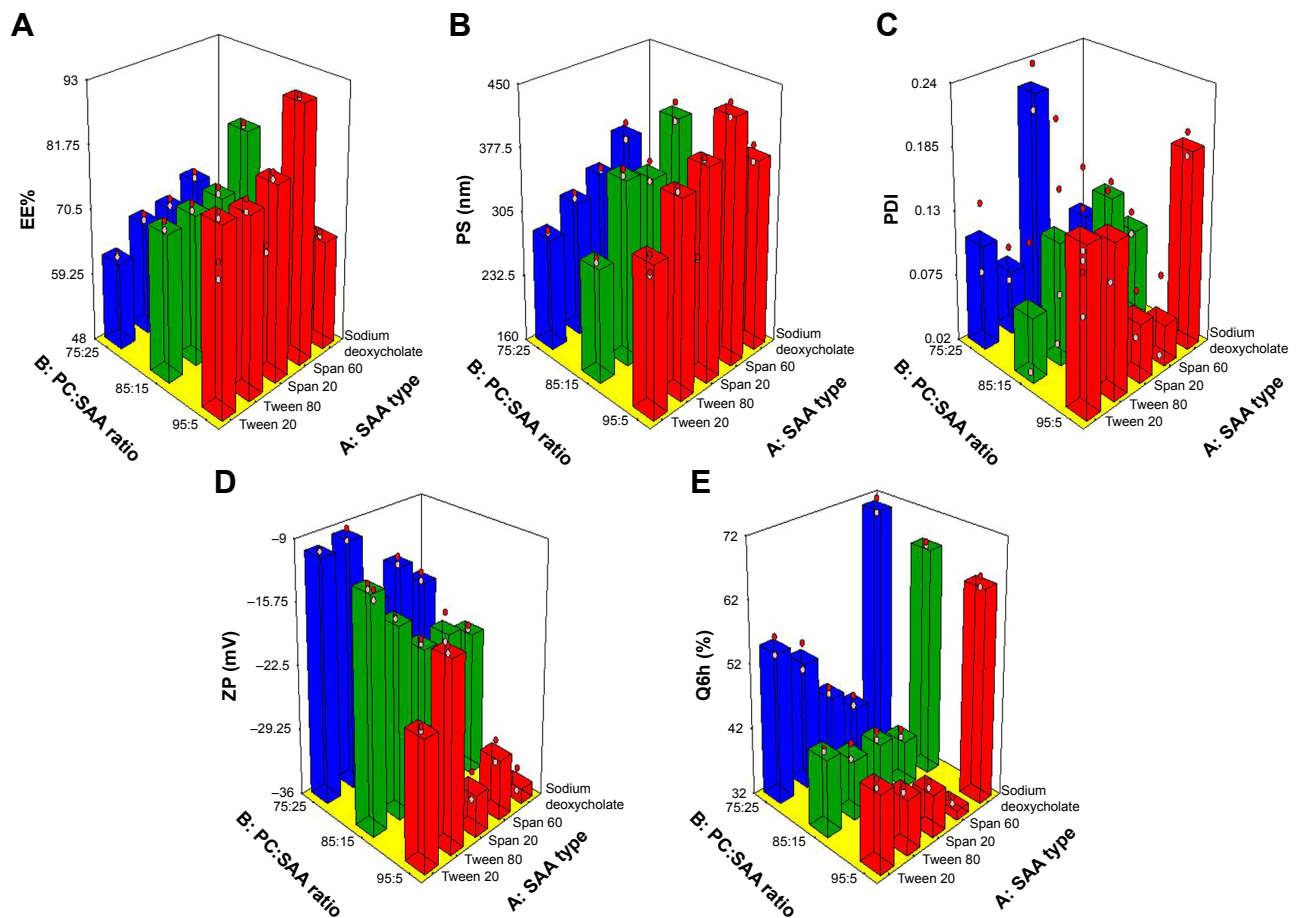 A
EE%
93
81.75
70.5
59.25
48
75:25
85:15
95:5
B: PC:SAA ratio
Tween 20
Tween 80
Span 20
Span 60
Sodium
deoxycholate
A: SAA type
B
PS (nm)
450
377.5
305
232.5
160
75:25
85:15
95:5
B: PC:SAA ratio
Tween 20
Tween 80
Span 20
Span 60
Sodium
deoxycholate
A: SAA type
C
PDI
0.24
0.185
0.13
0.075
0.02
75:25
85:15
95:5
B: PC:SAA ratio
Tween 20
Tween 80
Span 20
Span 60
Sodium
deoxycholate
A: SAA type
D
ZP (mV)
−9
−15.75
−22.5
−29.25
−36
75:25
85:15
95:5
B: PC:SAA ratio
Tween 20
Tween 80
Span 20
Span 60
Sodium
deoxycholate
A: SAA type
E
Q6h (%)
72
62
52
42
32
75:25
85:15
95:5
B: PC:SAA ratio
Tween 20
Tween 80
Span 20
Span 60
Sodium
deoxycholate
A: SAA type